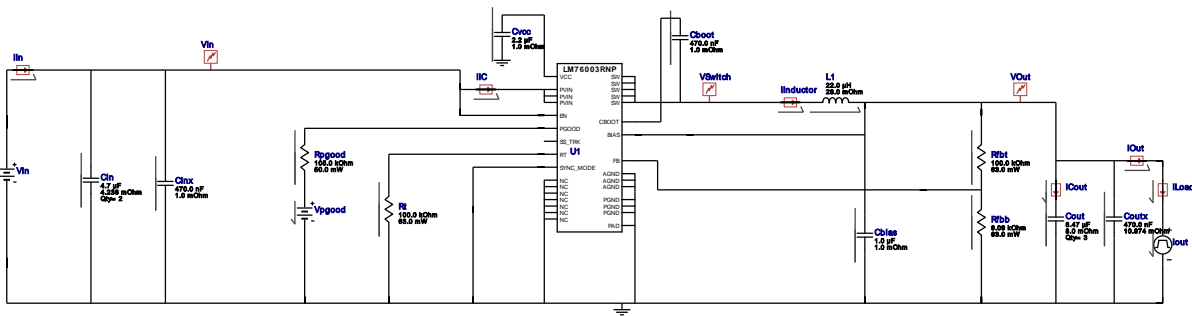 Iin
Vin
Vin
Cin
4.7 µF
4.256 mOhm
Qty= 2
Cinx
470.0 nF
1.0 mOhm
Rpgood
105.0 kOhm
50.0 mW
Vpgood
Rt
100.0 kOhm
63.0 mW
IIC
Cvcc
2.2 µF
1.0 mOhm
LM76003RNP
VCC
PVIN
PVIN
PVIN
EN
PGOOD
SS_TRK
RT
SYNC_MODE
NC
NC
NC
NC
NC
NC
NC
U1
SW
SW
SW
SW
SW
CBOOT
BIAS
FB
AGND
AGND
AGND
PGND
PGND
PGND
PAD
Cboot
470.0 nF
1.0 mOhm
VSwitch
IInductor
L1
22.0 µH
28.0 mOhm
VOut
Cbias
1.0 µF
1.0 mOhm
Rfbt
100.0 kOhm
63.0 mW
Rfbb
9.09 kOhm
63.0 mW
ICout
Cout
8.47 µF
8.0 mOhm
Qty= 3
IOut
Coutx
470.0 nF
10.874 mOhm
ILoad
Iout